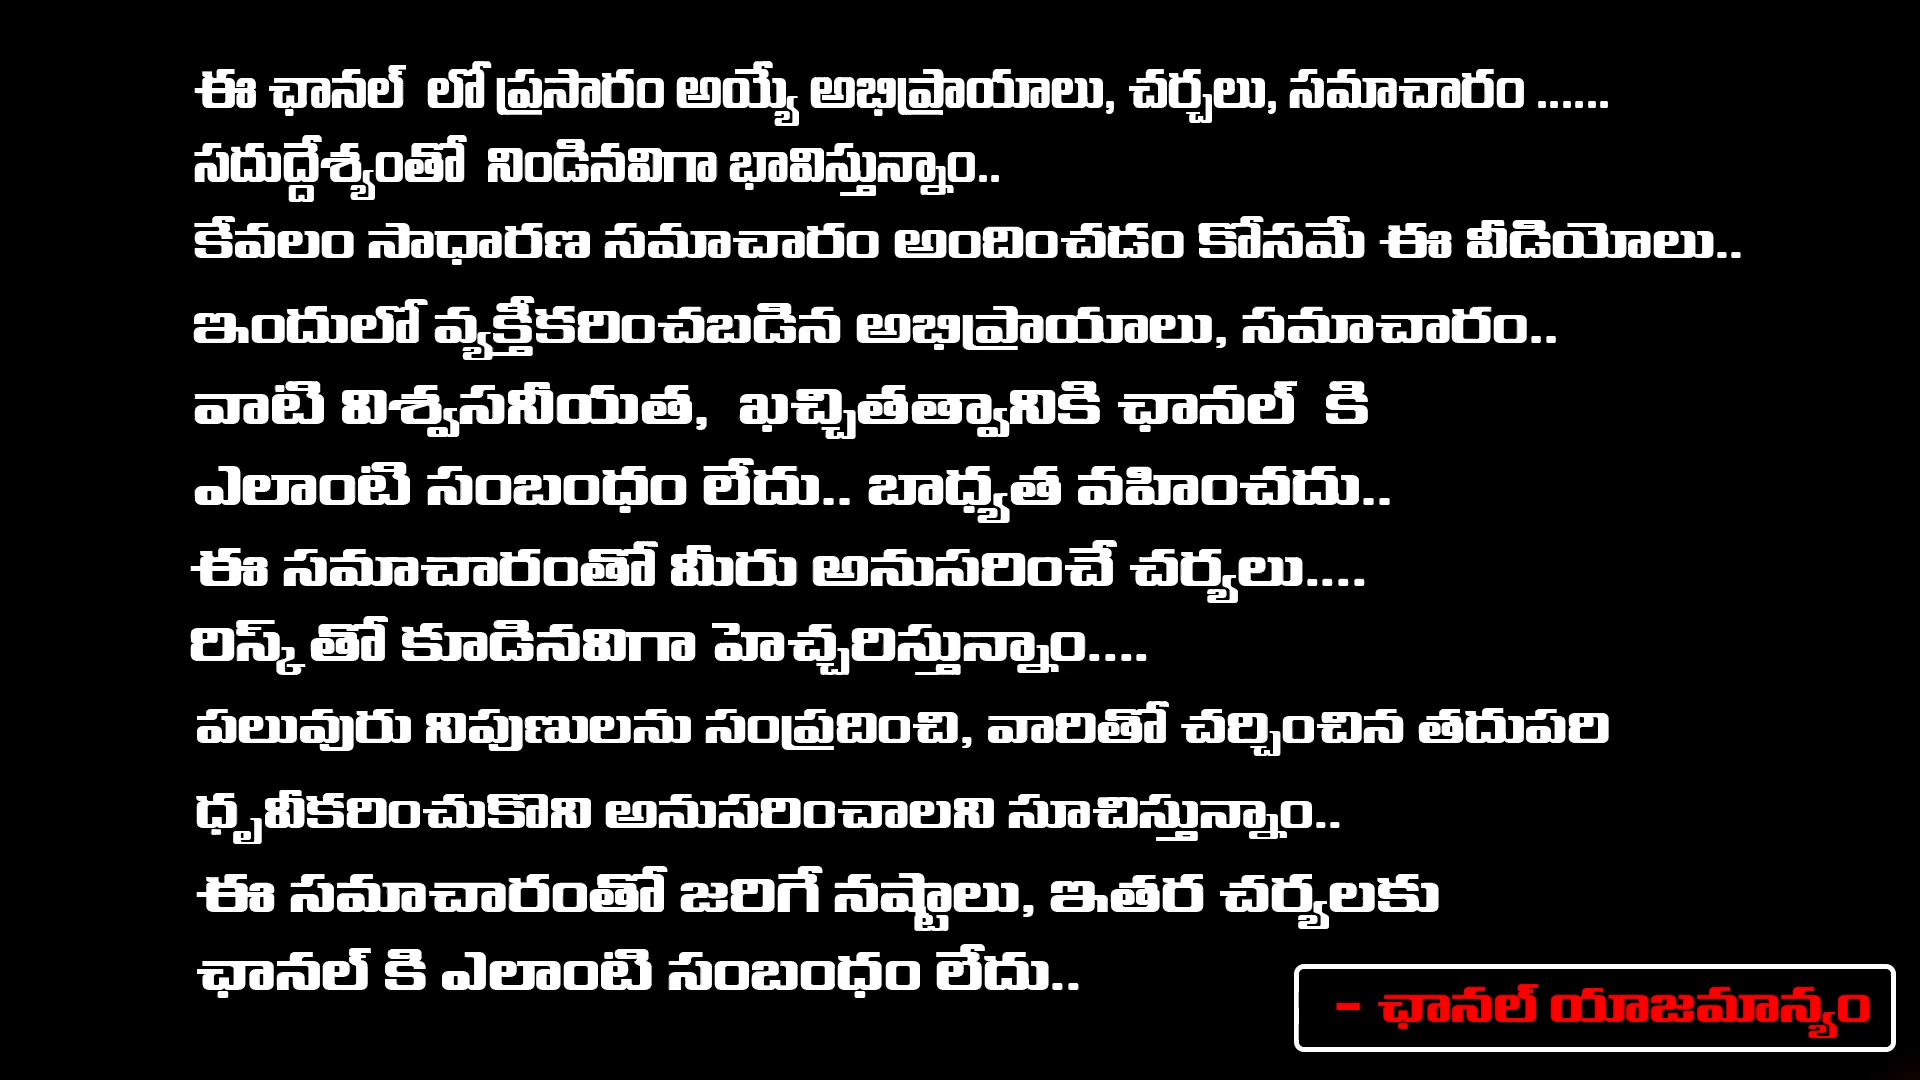 ఈ ఛానల్ లో ప్రసారం అయ్యే అభిప్రాయాలు, చర్చలు, సమాచారం ......
సదుద్దేశ్యంతో నిండినవిగా భావిస్తున్నాం..
కేవలం సాధారణ సమాచారం అందించడం కోసమే ఈ వీడియోలు..
ఇందులో వ్యక్తీకరించబడిన అభిప్రాయాలు, సమాచారం..
వాటి విశ్వసనీయత, ఖచ్చితత్వానికి ఛానల్ కి
ఎలాంటి సంబంధం లేదు.. బాధ్యత వహించదు..
ఈ సమాచారంతో మీరు అనుసరించే చర్యలు....
రిస్క్ తో కూడినవిగా హెచ్చరిస్తున్నాం....
పలువురు నిపుణులను సంప్రదించి, వారితో చర్చించిన తదుపరి
ధృవీకరించుకొని అనుసరించాలని సూచిస్తున్నాం..
ఈ సమాచారంతో జరిగే నష్టాలు, ఇతర చర్యలకు
ఛానల్ కి ఎలాంటి సంబంధం లేదు..
- ఛానల్ యాజమాన్యం